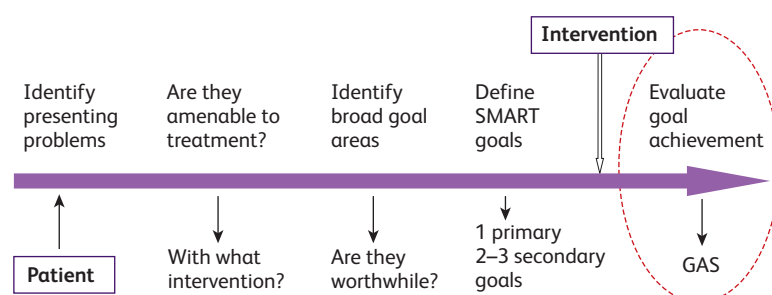 Intervention
Identify
presenting
problems
Are they
amenable to
treatment?
Identify
broad goal
areas
Define
SMART
goals
Evaluate
goal
achievement
Patient
With what
intervention?
Are they
worthwhile?
1 primary
2–3 secondary
goals
GAS